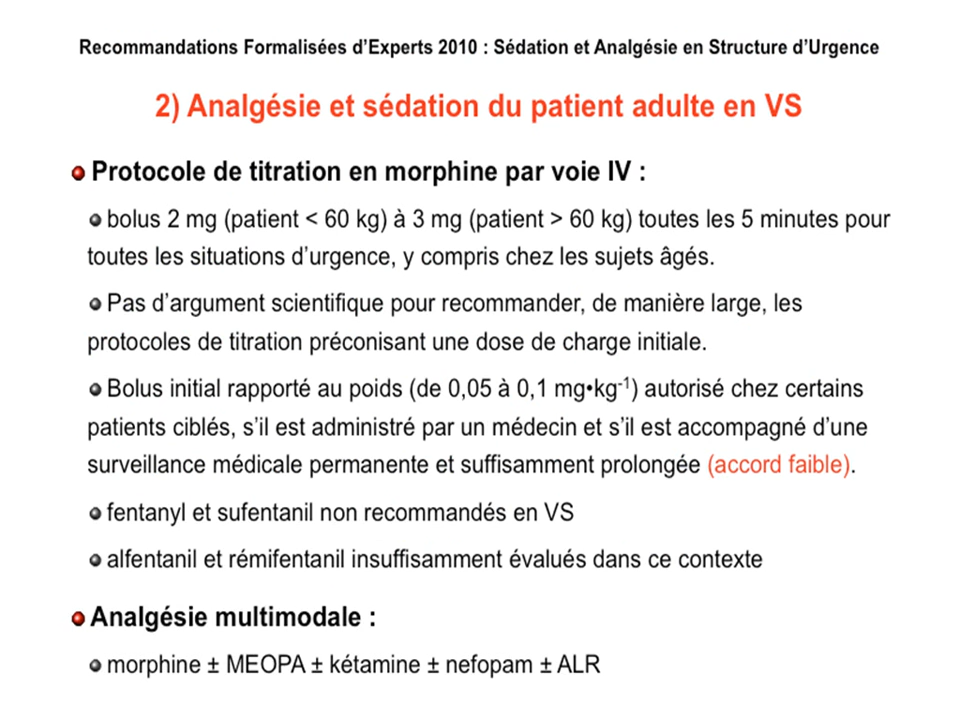 Recommandations Formalisées d’Experts 2010 : Sédation et Analgésie en Structure d’Urgence
2) Analgésie et sédation du patient adulte en VS
Protocole de titration en morphine par voie IV :
bolus 2 mg (patient < 60 kg) à 3 mg (patient > 60 kg) toutes les 5 minutes pour
toutes les situations d’urgence, y compris chez les sujets âgés.
Pas d’argument scientifique pour recommander, de manière large, les
protocoles de titration préconisant une dose de charge initiale.
Bolus initial rapporté au poids (de 0,05 à 0,1 mg•kg⁻¹) autorisé chez certains
patients ciblés, s’il est administré par un médecin et s’il est accompagné d’une
surveillance médicale permanente et suffisamment prolongée (accord faible).
fentanyl et sufentanil non recommandés en VS
alfentanil et rémifentanil insuffisamment évalués dans ce contexte
Analgésie multimodale :
morphine ± MEOPA ± kétamine ± nefopam ± ALR